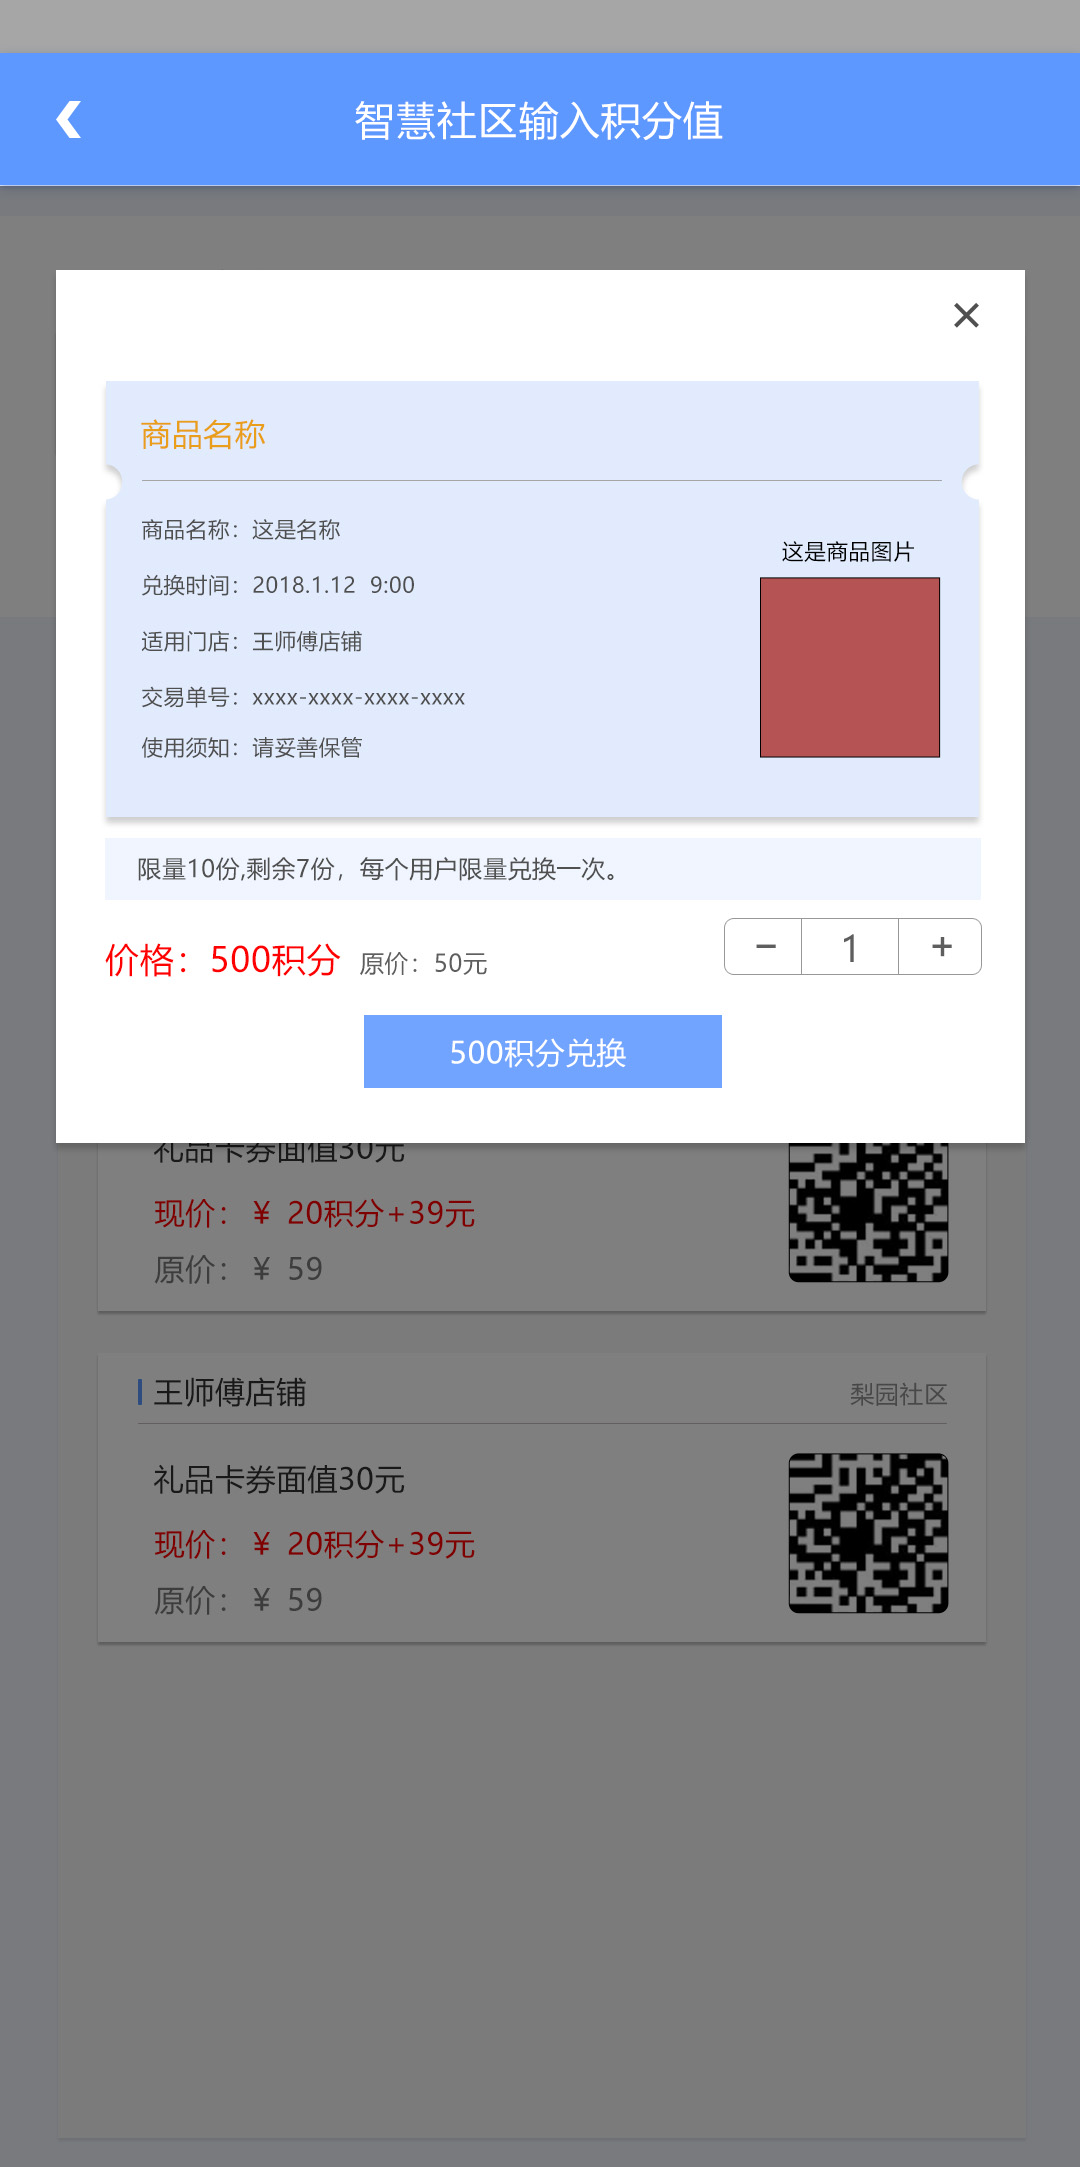 智慧社区输入积分值
商品名称
商品名称：这是名称
兑换时间：2018.1.12  9:00
适用门店：王师傅店铺
交易单号：xxxx-xxxx-xxxx-xxxx
使用须知：请妥善保管
这是商品图片
限量10份,剩余7份，每个用户限量兑换一次。
价格：500积分 原价：50元
− 1 +
500积分兑换
礼品卡券面值30元
现价：¥ 20积分+39元
原价：¥ 59
王师傅店铺
梨园社区
礼品卡券面值30元
现价：¥ 20积分+39元
原价：¥ 59